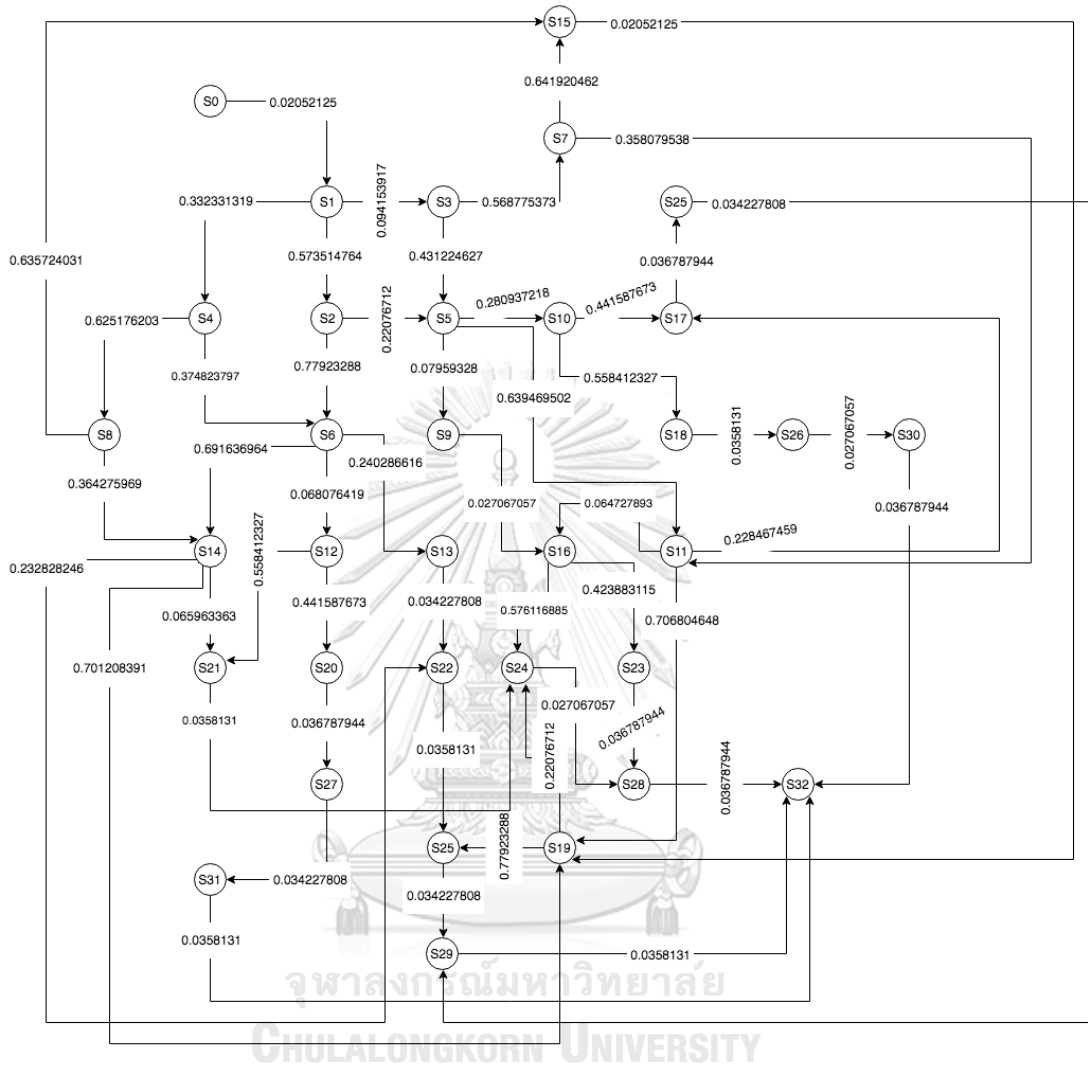 S15
0.02052125
0.641920462
S0
0.02052125
S7
0.358079538
0.332331319
S1
0.094153917
S3
0.568775373
S25
0.034227808
0.635724031
0.573514764
0.431224627
0.036787944
0.625176203
S4
S2
0.22076712
S5
0.280937218
S10
0.441587673
S17
0.374823797
0.77923288
0.07959328
0.639469502
0.558412327
S8
S6
S9
S18
0.0358131
S26
0.027067057
S30
0.691636964
0.240286616
0.364275969
0.068076419
0.027067057
0.064727893
0.036787944
S14
0.558412327
S12
S13
S16
S11
0.228467459
0.232828246
0.441587673
0.034227808
0.576116885
0.423883115
0.065963363
0.706804648
0.701208391
S21
S20
S22
S24
S23
0.0358131
0.036787944
0.0358131
0.027067057
0.036787944
0.22076712
S27
S28
0.036787944
S32
S25
0.77923288
S19
S31
0.034227808
0.034227808
0.0358131
S29
0.0358131
จุฬาลงกรณ์มหาวิทยาลัย
CHULALONGKORN UNIVERSITY